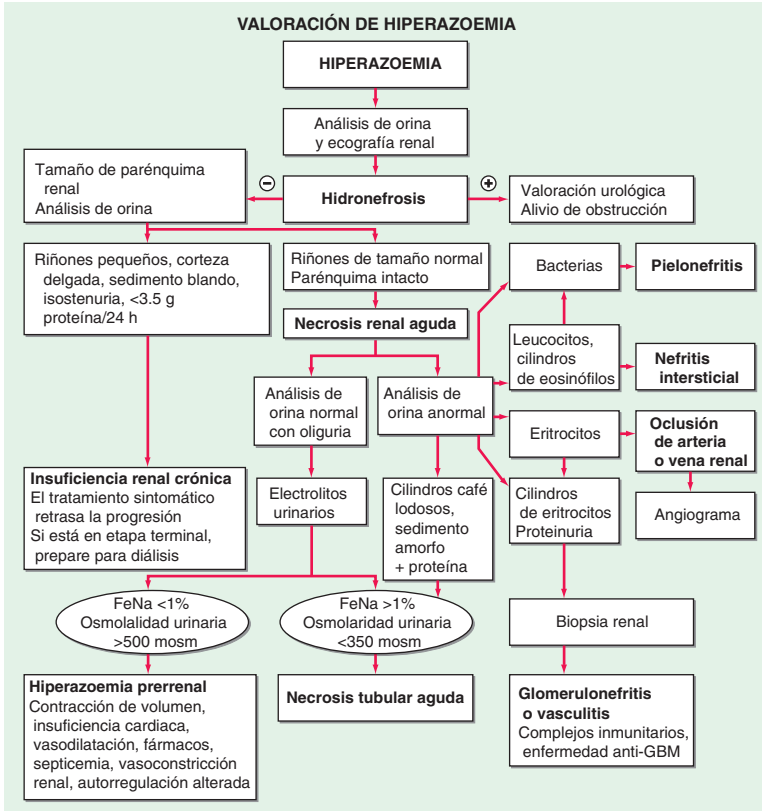 VALORACIÓN DE HIPERAZOEMIA
HIPERAZOEMIA
Análisis de orina
y ecografía renal
Tamaño de parénquima
renal
Análisis de orina
−
Hidronefrosis
+
Valoración urológica
Alivio de obstrucción
Riñones pequeños, corteza
delgada, sedimento blando,
isostenuria, <3.5 g
proteína/24 h
Riñones de tamaño normal
Parénquima intacto
Bacterias
Pielonefritis
Necrosis renal aguda
Leucocitos,
cilindros
de eosinófilos
Nefritis
intersticial
Análisis de
orina normal
con oliguria
Análisis de
orina anormal
Eritrocitos
Oclusión
de arteria
o vena renal
Insuficiencia renal crónica
El tratamiento sintomático
retrasa la progresión
Si está en etapa terminal,
prepare para diálisis
Electrolitos
urinarios
Cilindros café
lodosos,
sedimento
amorfo
+ proteína
Cilindros
de eritrocitos
Proteinuria
Angiograma
FeNa <1%
Osmolalidad urinaria
>500 mosm
FeNa >1%
Osmolaridad urinaria
<350 mosm
Biopsia renal
Hiperazoemia prerrenal
Contracción de volumen,
insuficiencia cardiaca,
vasodilatación, fármacos,
septicemia, vasoconstricción
renal, autorregulación alterada
Necrosis tubular aguda
Glomerulonefritis
o vasculitis
Complejos inmunitarios,
enfermedad anti-GBM